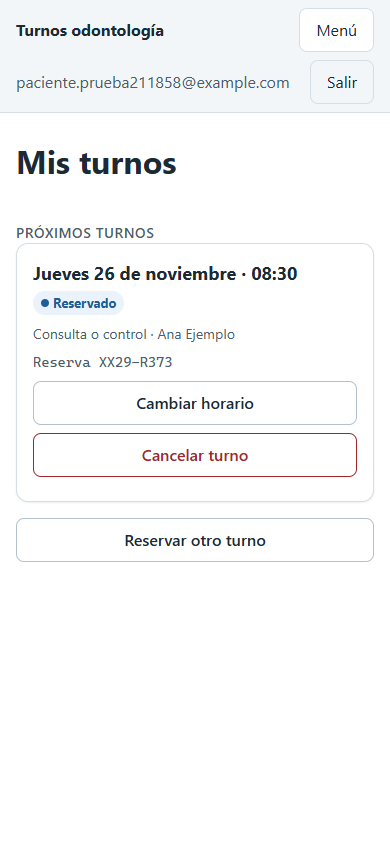 Turnos odontología
Menú
paciente.prueba211858@example.com
Salir
Mis turnos
PRÓXIMOS TURNOS
Jueves 26 de noviembre · 08:30
Reservado
Consulta o control · Ana Ejemplo
Reserva XX29-R373
Cambiar horario
Cancelar turno
Reservar otro turno